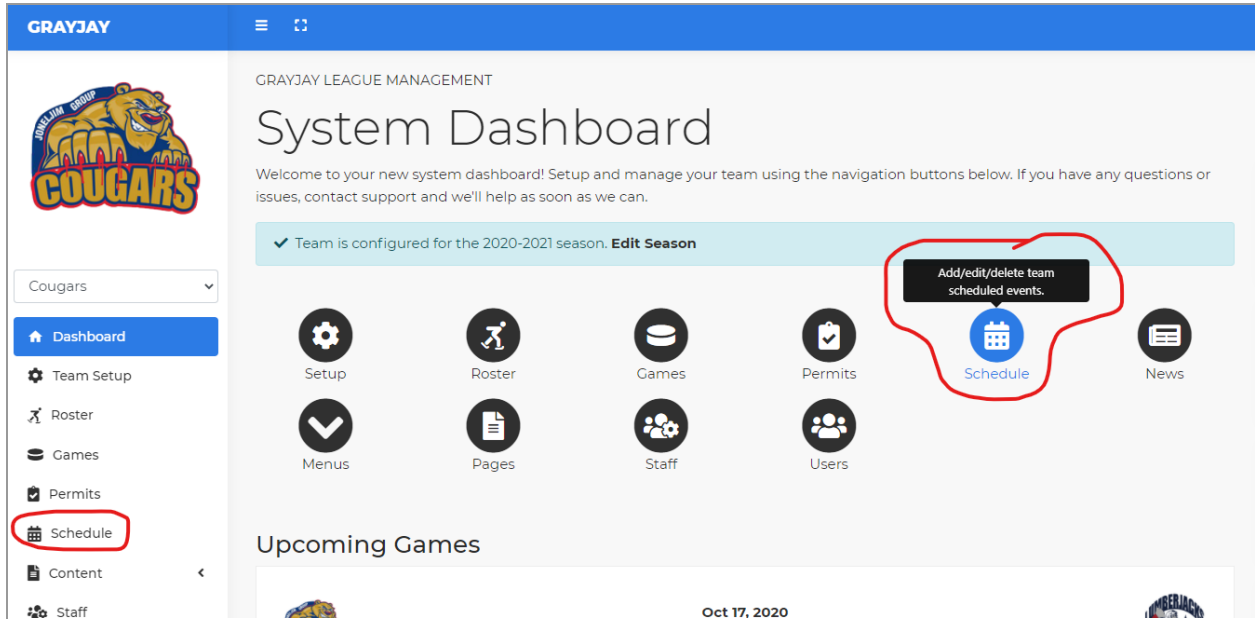 GRAYJAY
JONELJIM GROUP
COUGARS
Cougars
Dashboard
Team Setup
Roster
Games
Permits
Schedule
Content
Staff
GRAYJAY LEAGUE MANAGEMENT
System Dashboard
Welcome to your new system dashboard! Setup and manage your team using the navigation buttons below. If you have any questions or
issues, contact support and we'll help as soon as we can.
Team is configured for the 2020-2021 season. Edit Season
Add/edit/delete team
scheduled events.
Setup
Roster
Games
Permits
Schedule
News
Menus
Pages
Staff
Users
Upcoming Games
Oct 17, 2020
LUMBERJACKS